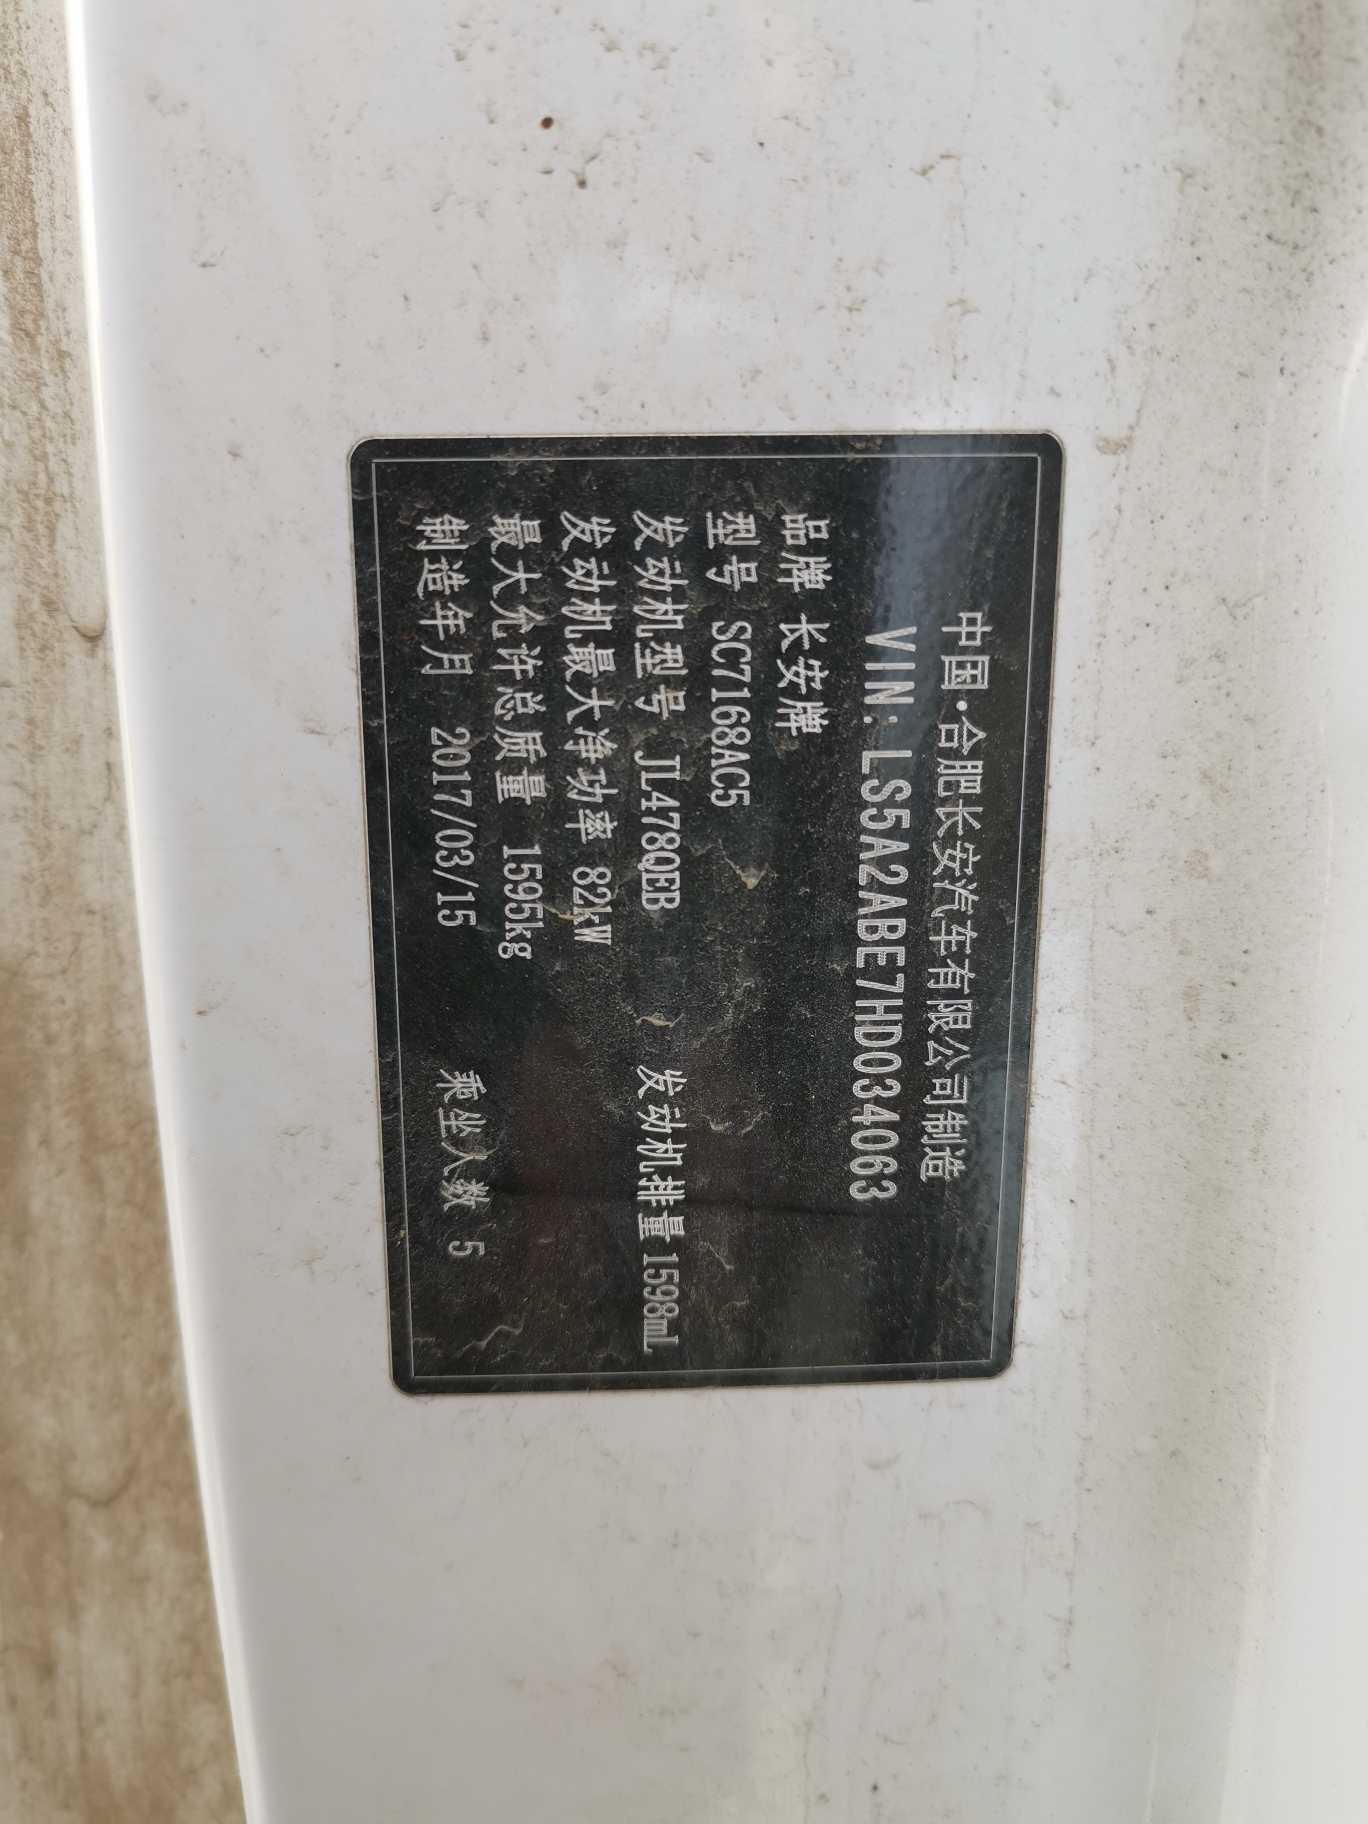 中国·合肥长安汽车有限公司制造
VIN: LS5A2ABE7HD034063
品牌 长安牌
型号 SC7168AC5
发动机型号 JL478QEB 发动机排量 1598mL
发动机最大净功率 82kW
最大允许总质量 1595kg
制造年月 2017/03/15 乘坐人数 5